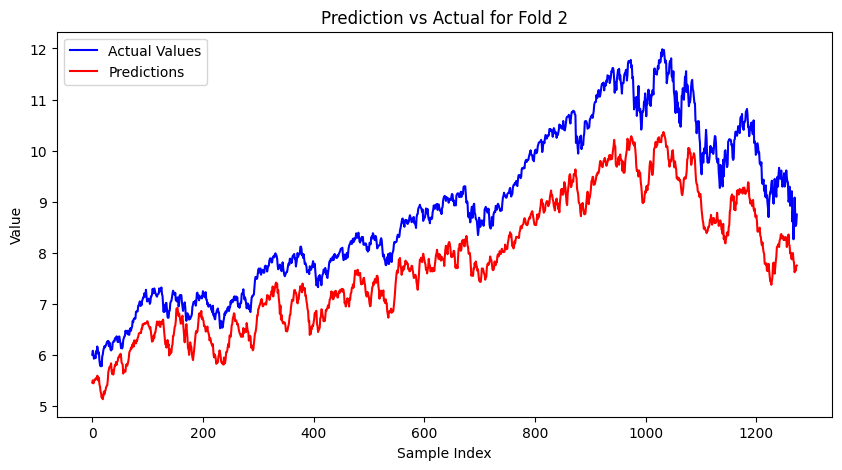 Prediction vs Actual for Fold 2
Actual Values
Predictions
Value
12
11
10
9
8
7
6
5
0 200 400 600 800 1000 1200
Sample Index